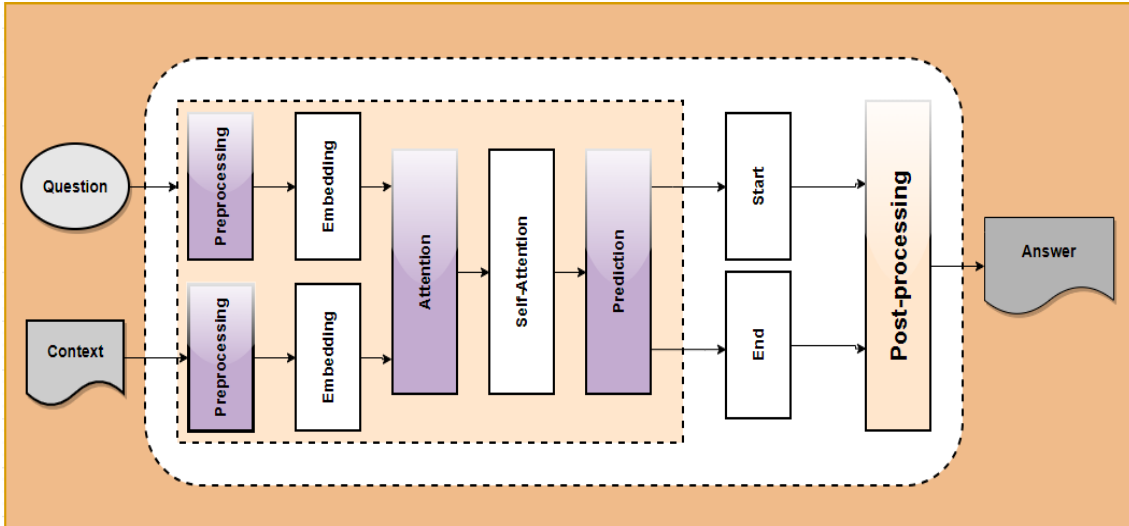 Question
Preprocessing
Embedding
Context
Preprocessing
Embedding
Attention
Self-Attention
Prediction
Start
End
Post-processing
Answer